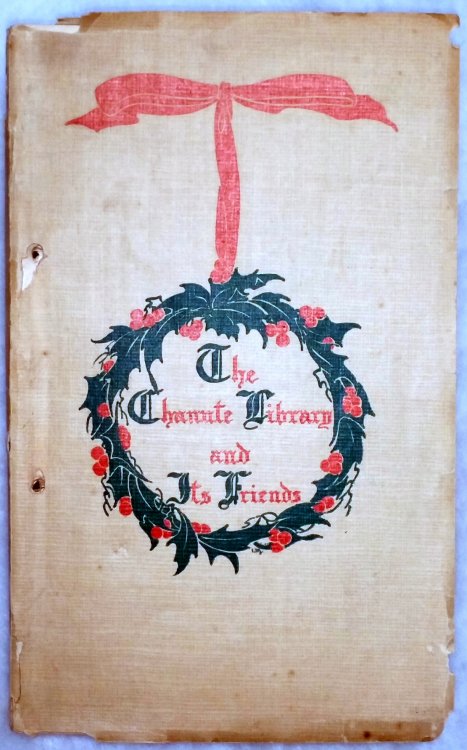 The
Chanute Library
and
Its Friends